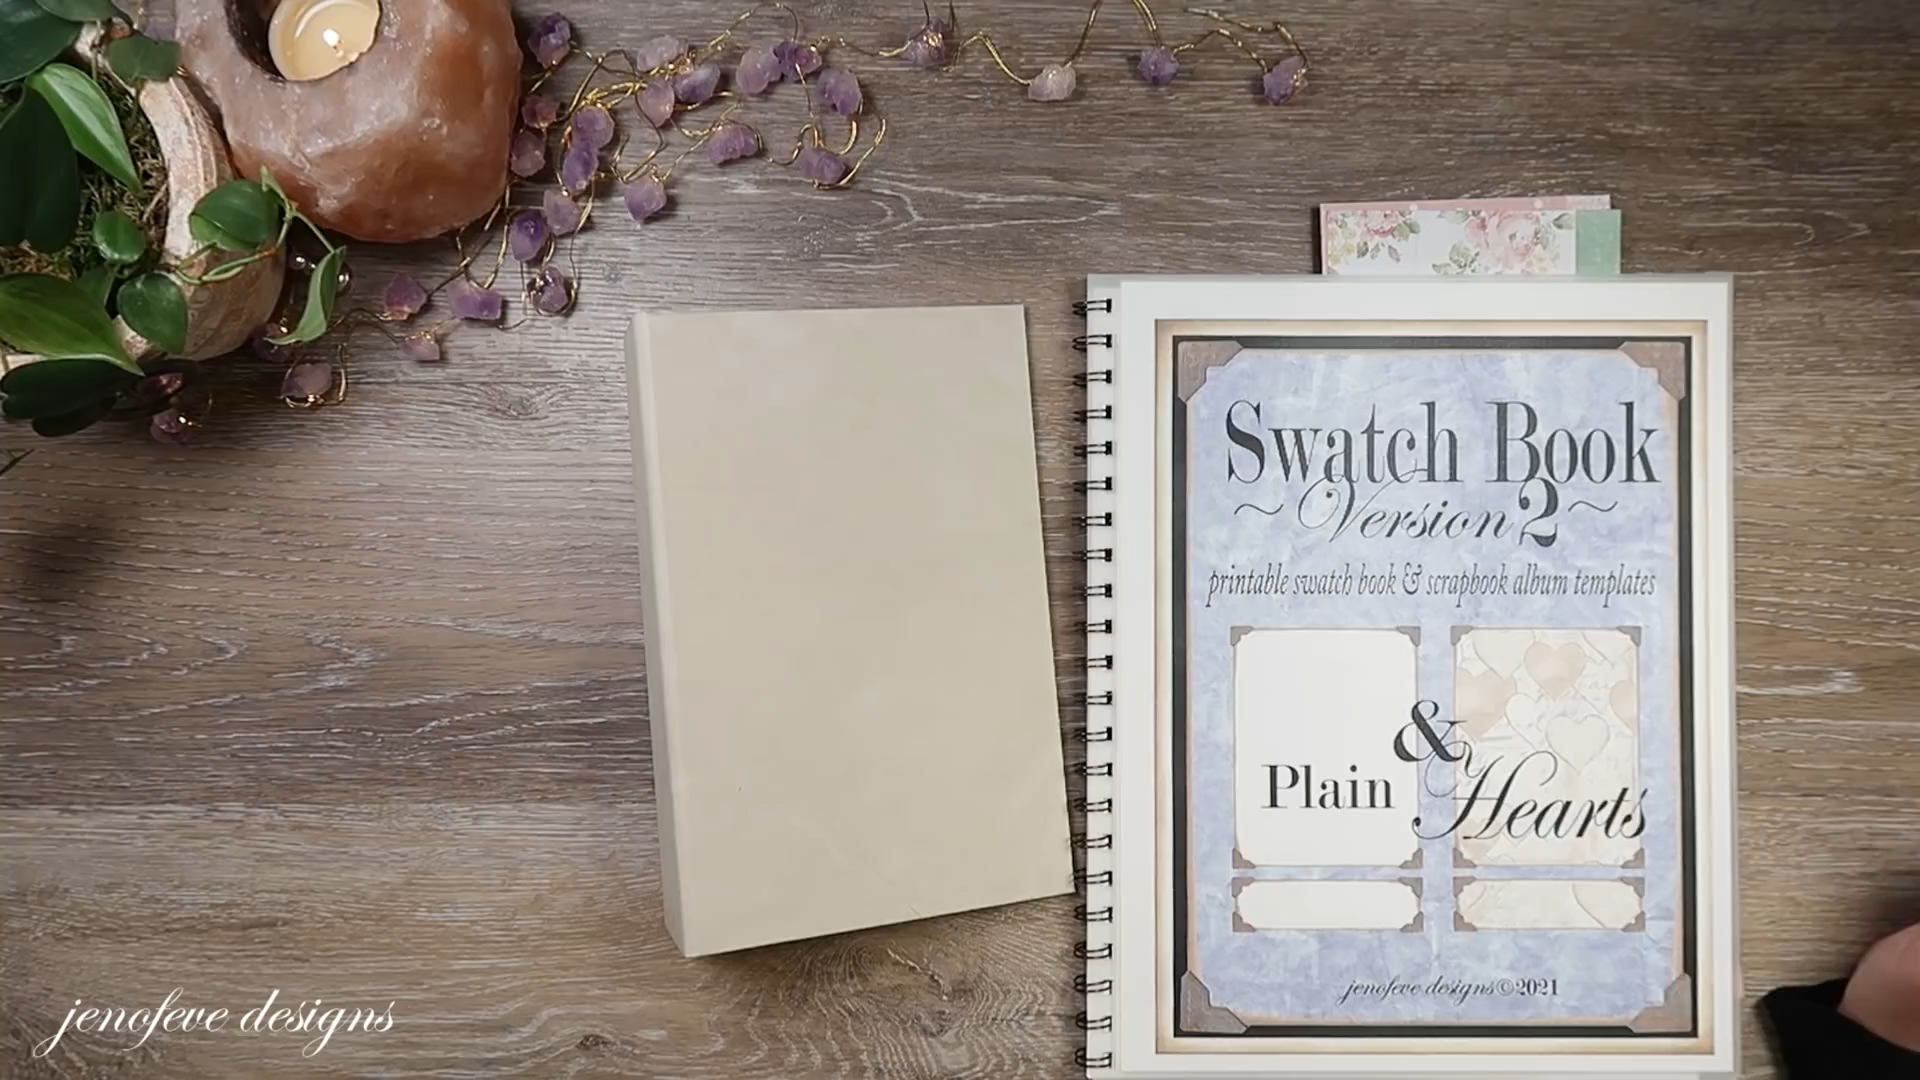 Swatch Book
~Version 2~
printable swatch book & scrapbook album templates
Plain & Hearts
jenofeve designs©2021
jenofeve designs